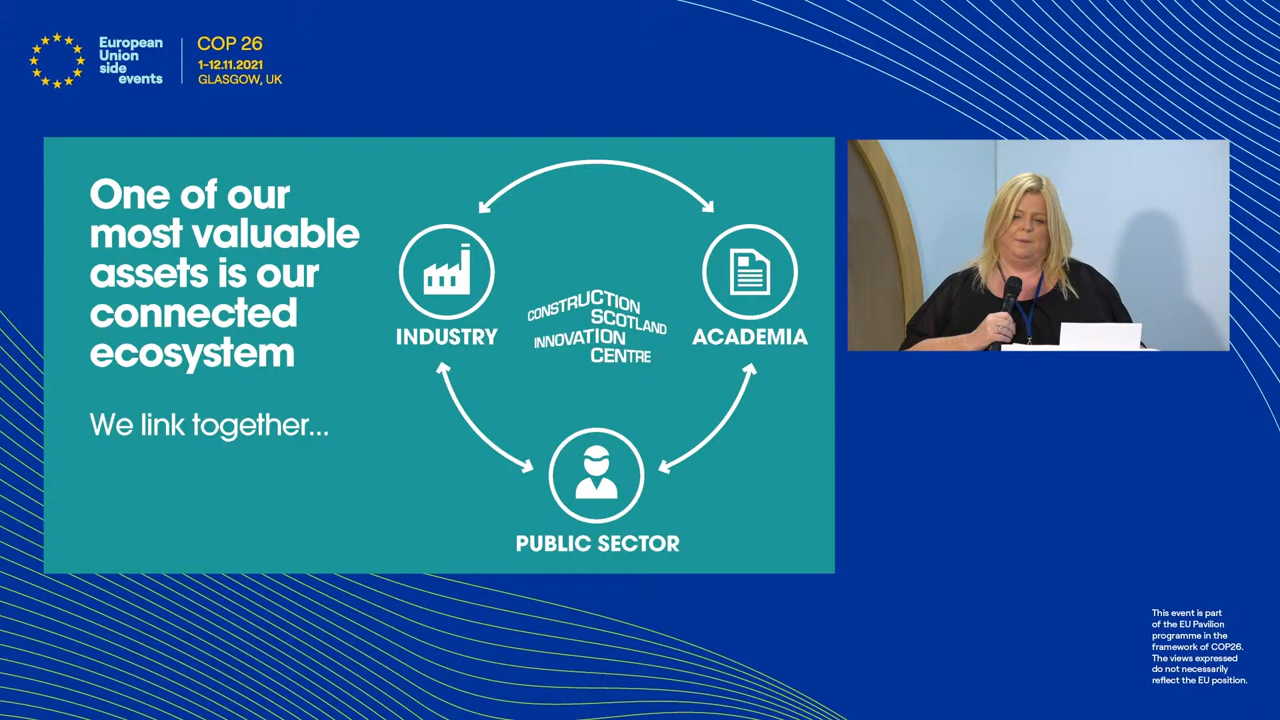 European
Union
side
events
COP 26
1-12.11.2021
GLASGOW, UK
One of our
most valuable
assets is our
connected
ecosystem
We link together...
INDUSTRY
CONSTRUCTION
SCOTLAND
INNOVATION
CENTRE
ACADEMIA
PUBLIC SECTOR
This event is part
of the EU Pavilion
programme in the
framework of COP26.
The views expressed
do not necessarily
reflect the EU position.